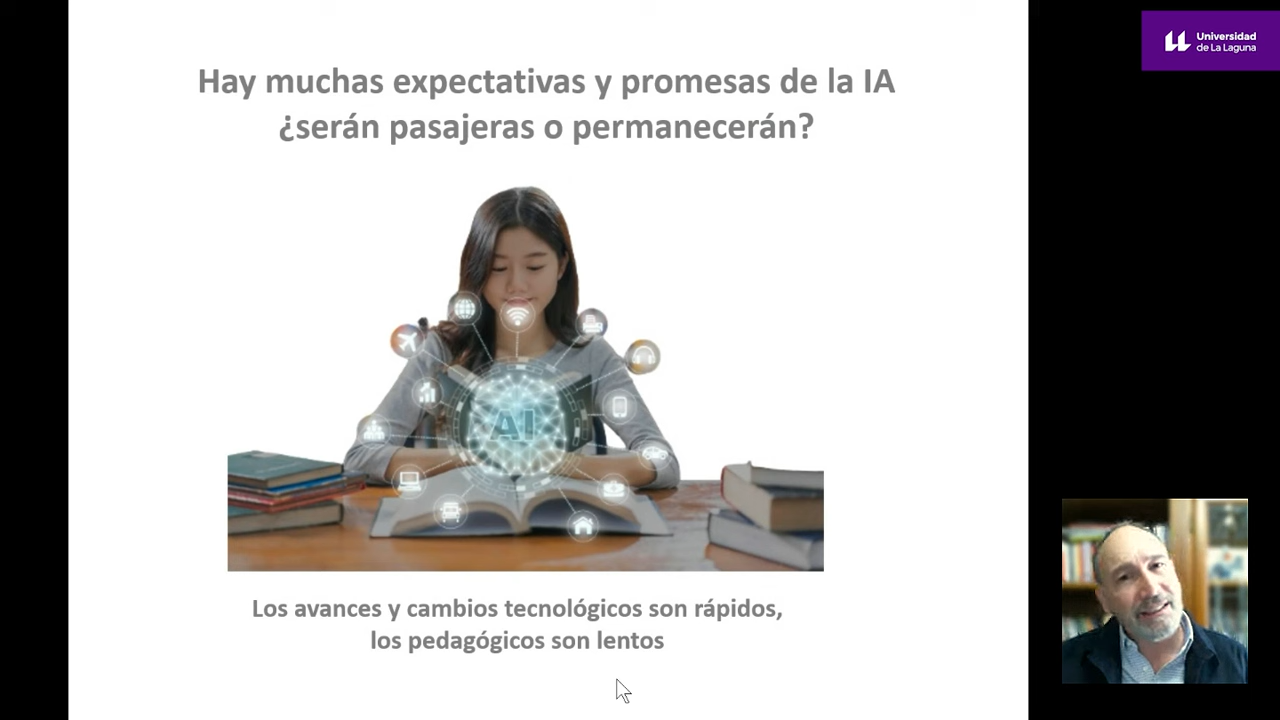 Universidad
de La Laguna
Hay muchas expectativas y promesas de la IA
¿serán pasajeras o permanecerán?
AI
Los avances y cambios tecnológicos son rápidos,
los pedagógicos son lentos